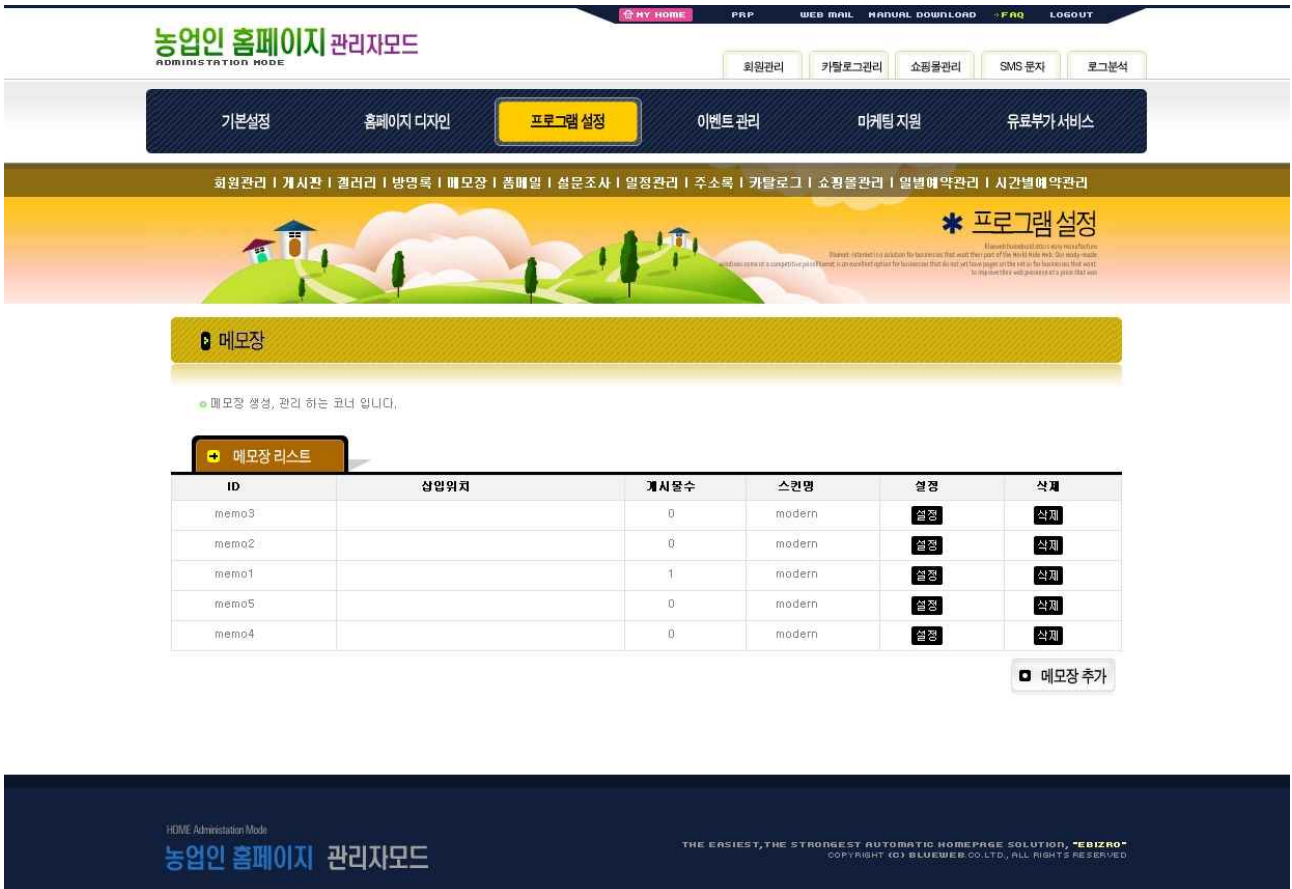 MY HOME PRP WEB MAIL MANUAL DOWNLOAD FAQ LOGOUT
농업인 홈페이지 관리자모드
ADMINISTATION MODE
회원관리 카탈로그관리 쇼핑몰관리 SMS 문자 로그분석
기본설정 홈페이지 디자인 프로그램 설정 이벤트 관리 마케팅 지원 유료부가 서비스
회원관리 | 게시판 | 갤러리 | 방명록 | 메모장 | 폼메일 | 설문조사 | 일정관리 | 주소록 | 카탈로그 | 쇼핑몰관리 | 일별예약관리 | 시간별예약관리
프로그램 설정
메모장
메모장 생성, 관리 하는 코너 입니다.
메모장 리스트
ID 삽입위치 게시물수 스킨명 설정 삭제
memo3 0 modern 설정 삭제
memo2 0 modern 설정 삭제
memo1 1 modern 설정 삭제
memo5 0 modern 설정 삭제
memo4 0 modern 설정 삭제
메모장 추가
HOME Administation Mode
농업인 홈페이지 관리자모드
THE EASIEST,THE STRONGEST AUTOMATIC HOMEPAGE SOLUTION, "EBIZRO"
COPYRIGHT (C) BLUEWEB.CO.LTD., ALL RIGHTS RESERVED